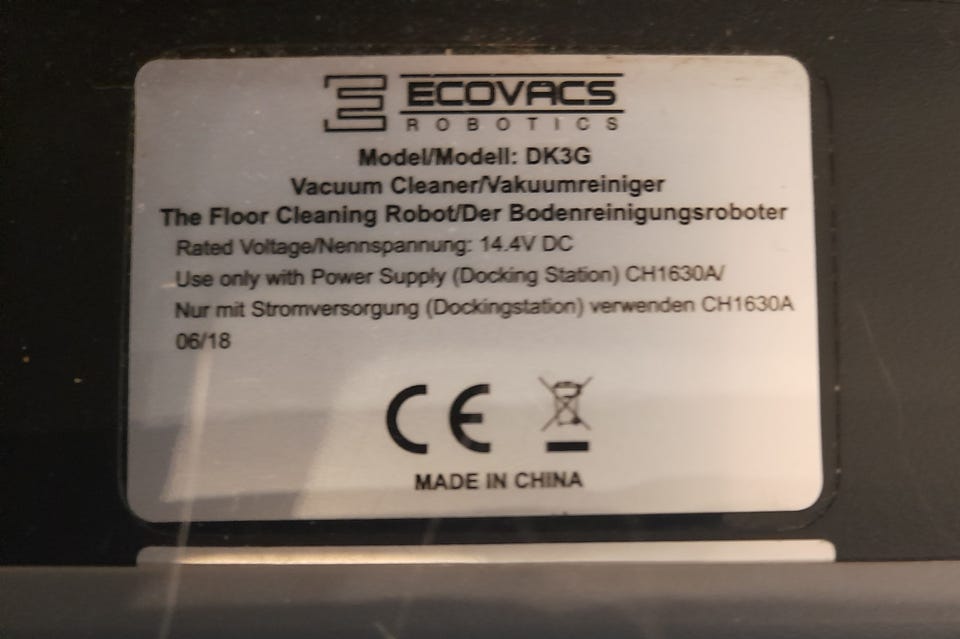 ECOVACS
ROBOTICS
Model/Modell: DK3G
Vacuum Cleaner/Vakuumreiniger
The Floor Cleaning Robot/Der Bodenreinigungsroboter
Rated Voltage/Nennspannung: 14.4V DC
Use only with Power Supply (Docking Station) CH1630A/
Nur mit Stromversorgung (Dockingstation) verwenden CH1630A
06/18
CE
MADE IN CHINA